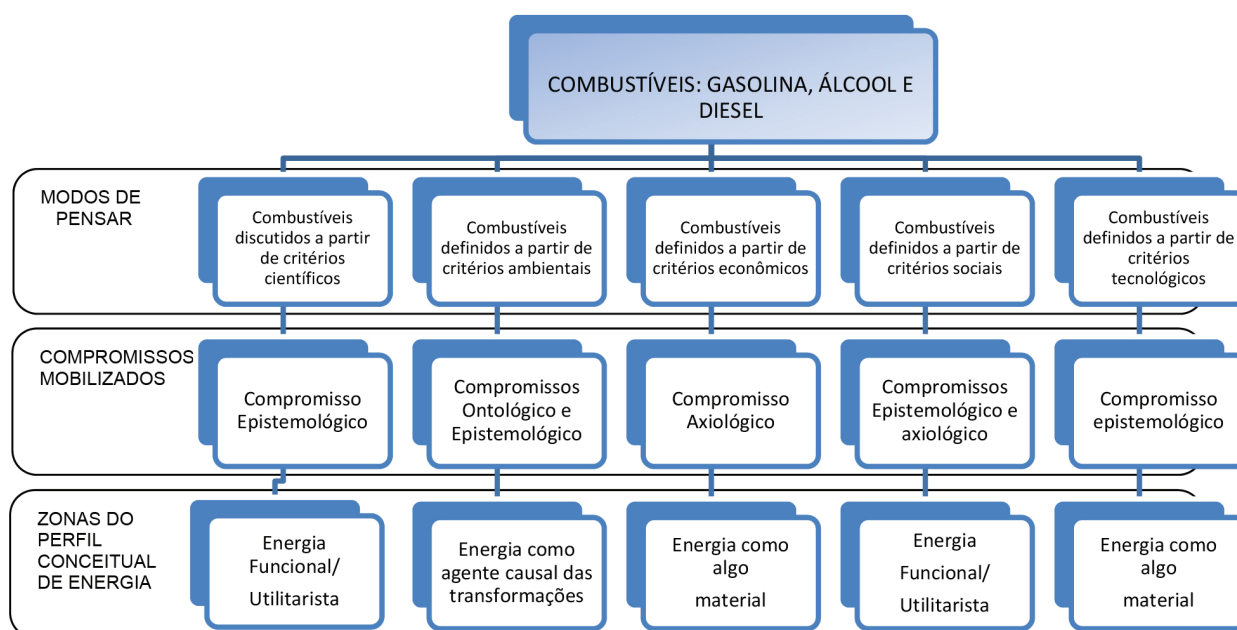 COMBUSTÍVEIS: GASOLINA, ÁLCOOL E
DIESEL
MODOS DE
PENSAR
Combustíveis
discutidos a partir
de critérios
científicos
Combustíveis
definidos a partir de
critérios ambientais
Combustíveis
definidos a partir de
critérios econômicos
Combustíveis
definidos a partir de
critérios sociais
Combustíveis
definidos a partir de
critérios
tecnológicos
COMPROMISSOS
MOBILIZADOS
Compromisso
Epistemológico
Compromissos
Ontológico e
Epistemológico
Compromisso
Axiológico
Compromissos
Epistemológico e
axiológico
Compromisso
epistemológico
ZONAS DO
PERFIL
CONCEITUAL
DE ENERGIA
Energia
Funcional/
Utilitarista
Energia como
agente causal das
transformações
Energia como
algo
material
Energia
Funcional/
Utilitarista
Energia como
algo
material